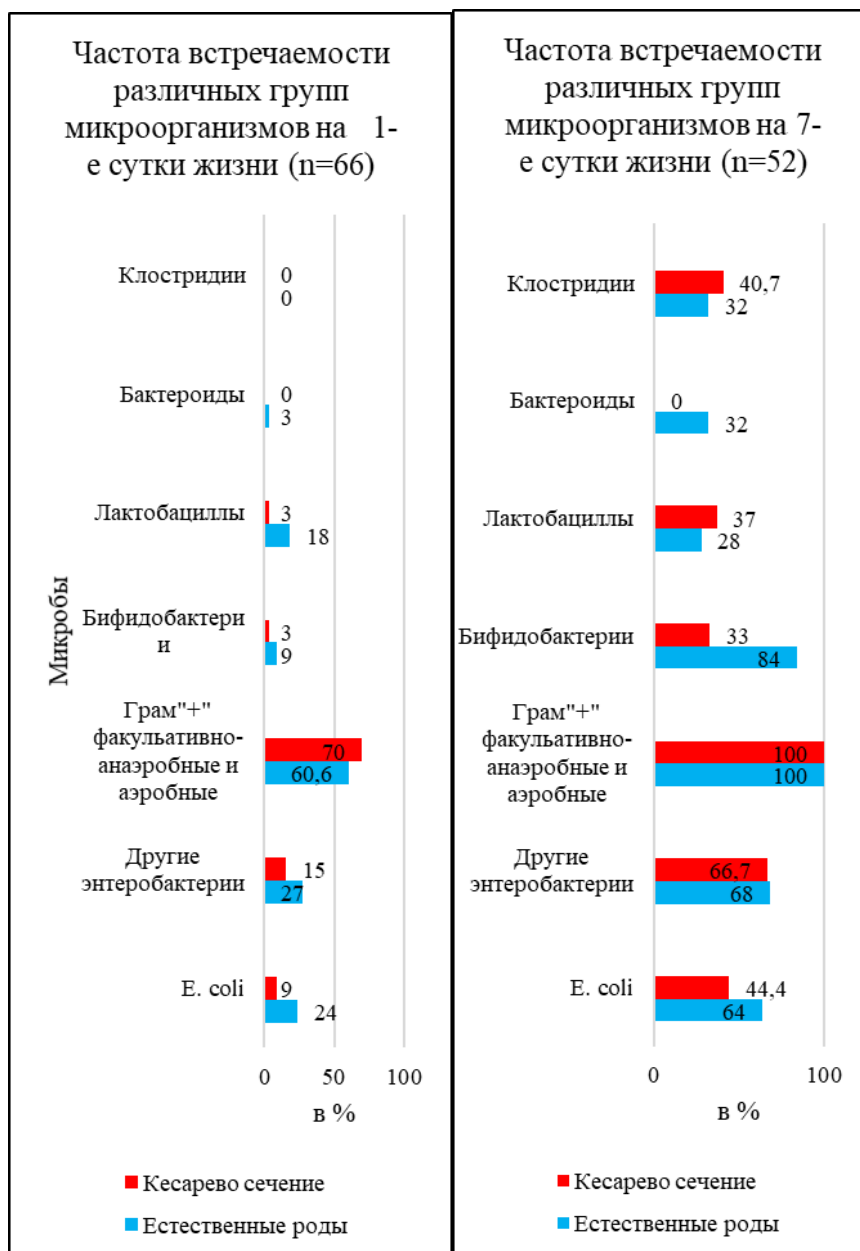 Частота встречаемости
различных групп
микроорганизмов на 1-
е сутки жизни (n=66)
Микробы
Клостридии
0
0
Бактероиды
0
3
Лактобациллы
3
18
Бифидобактери
и
3
9
Грам"+"
факультативно-
анаэробные и
аэробные
70
60,6
Другие
энтеробактерии
15
27
E. coli
9
24
0 50 100
в %
Кесарево сечение
Естественные роды
Частота встречаемости
различных групп
микроорганизмов на 7-
е сутки жизни (n=52)
Клостридии
40,7
32
Бактероиды
0
32
Лактобациллы
37
28
Бифидобактерии
33
84
Грам"+"
факультативно-
анаэробные и
аэробные
100
100
Другие
энтеробактерии
66,7
68
E. coli
44,4
64
0 100
в %
Кесарево сечение
Естественные роды